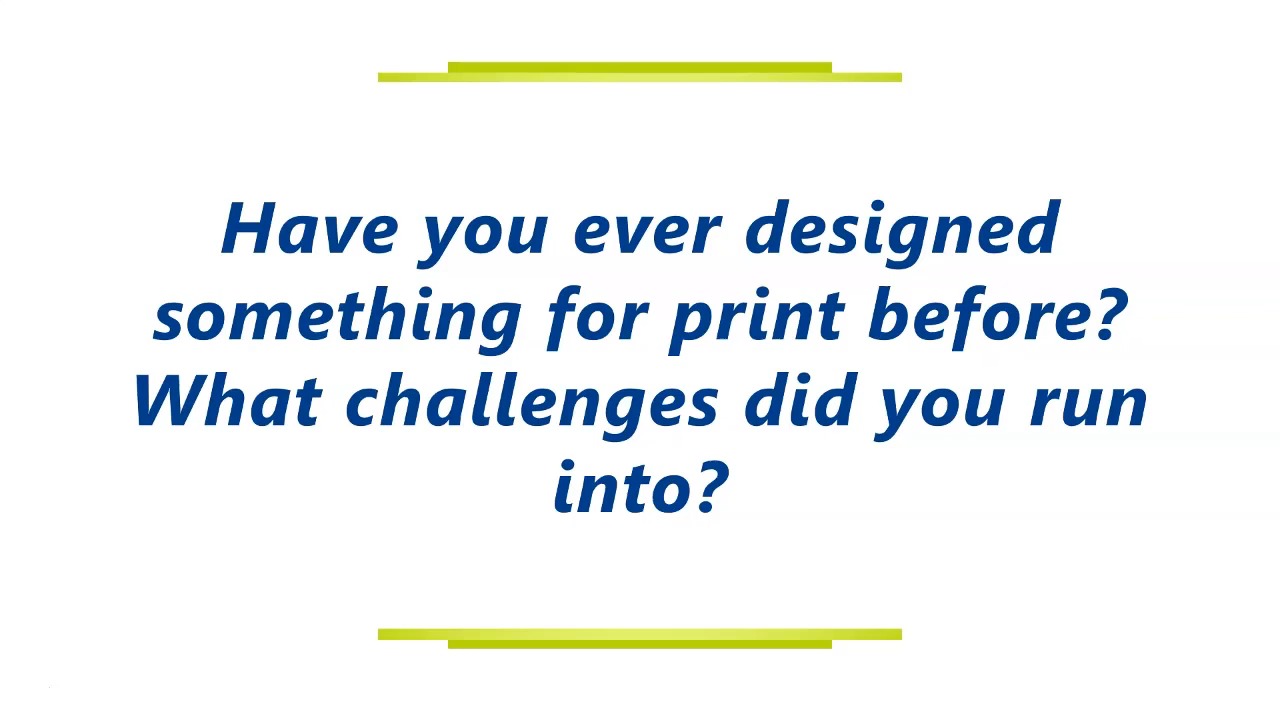 Have you ever designed
something for print before?
What challenges did you run
into?